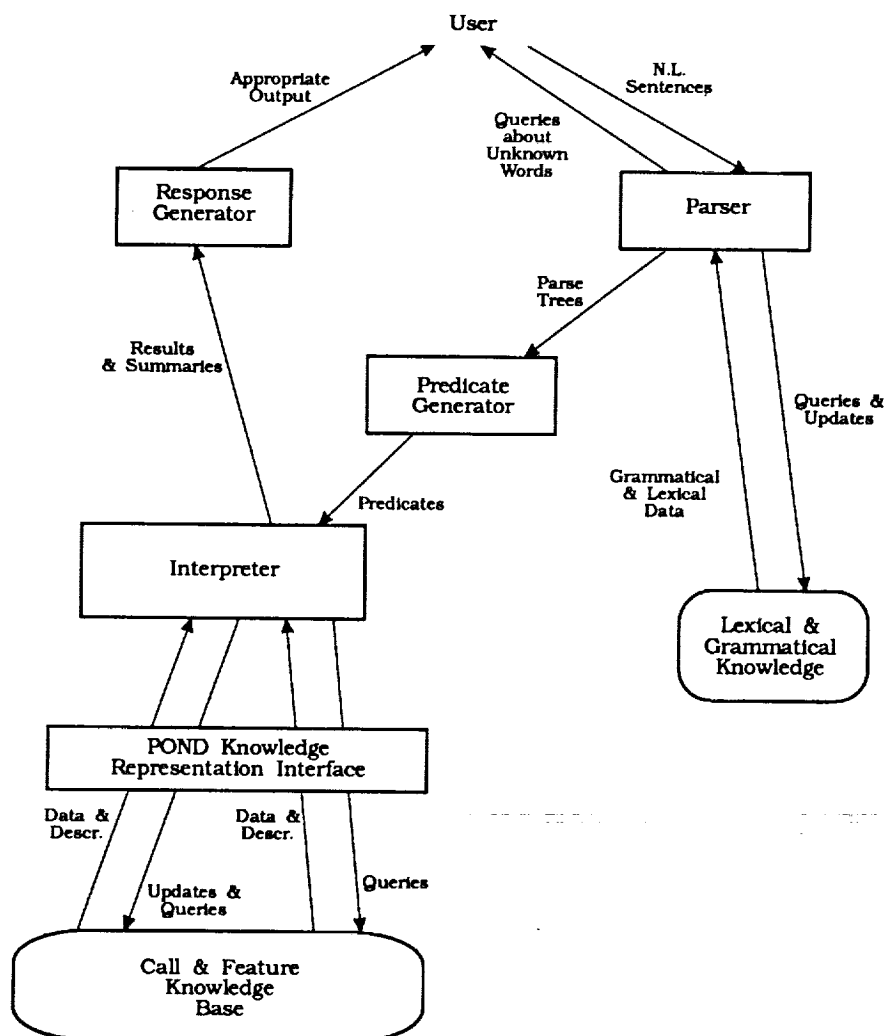 User
Appropriate
Output
N.L.
Sentences
Queries
about
Unknown
Words
Response
Generator
Parser
Parse
Trees
Results
& Summaries
Predicate
Generator
Queries &
Updates
Grammatical
& Lexical
Data
Predicates
Interpreter
Lexical &
Grammatical
Knowledge
POND Knowledge
Representation Interface
Data &
Descr.
Data &
Descr.
Updates &
Queries
Queries
Call & Feature
Knowledge
Base